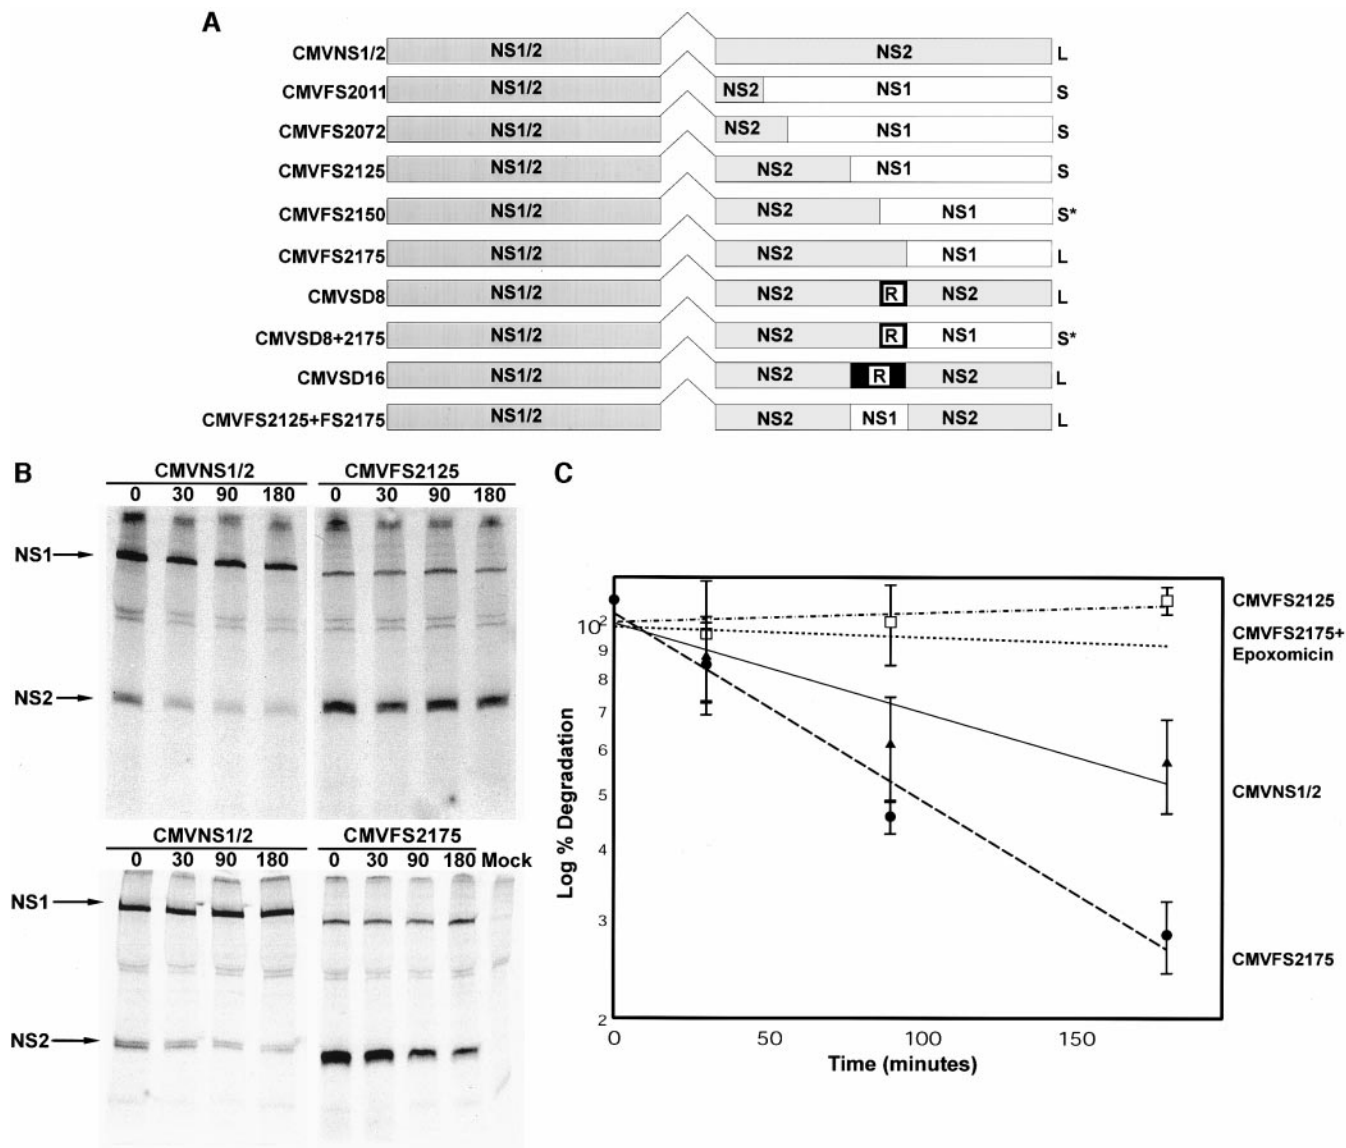 A
CMVNS1/2 NS1/2 NS2 L
CMVFS2011 NS1/2 NS2 NS1 S
CMVFS2072 NS1/2 NS2 NS1 S
CMVFS2125 NS1/2 NS2 NS1 S
CMVFS2150 NS1/2 NS2 NS1 S*
CMVFS2175 NS1/2 NS2 NS1 L
CMVSD8 NS1/2 NS2 R NS2 L
CMVSD8+2175 NS1/2 NS2 R NS1 S*
CMVSD16 NS1/2 NS2 R NS2 L
CMVFS2125+FS2175 NS1/2 NS2 NS1 NS2 L
B
CMVNS1/2 CMVFS2125
0 30 90 180 0 30 90 180
NS1
NS2
CMVNS1/2 CMVFS2175
0 30 90 180 0 30 90 180 Mock
NS1
NS2
C
Log % Degradation
10²
9
8
7
6
5
4
3
2
0 50 100 150
Time (minutes)
CMVFS2125
CMVFS2175+
Epoxomicin
CMVNS1/2
CMVFS2175